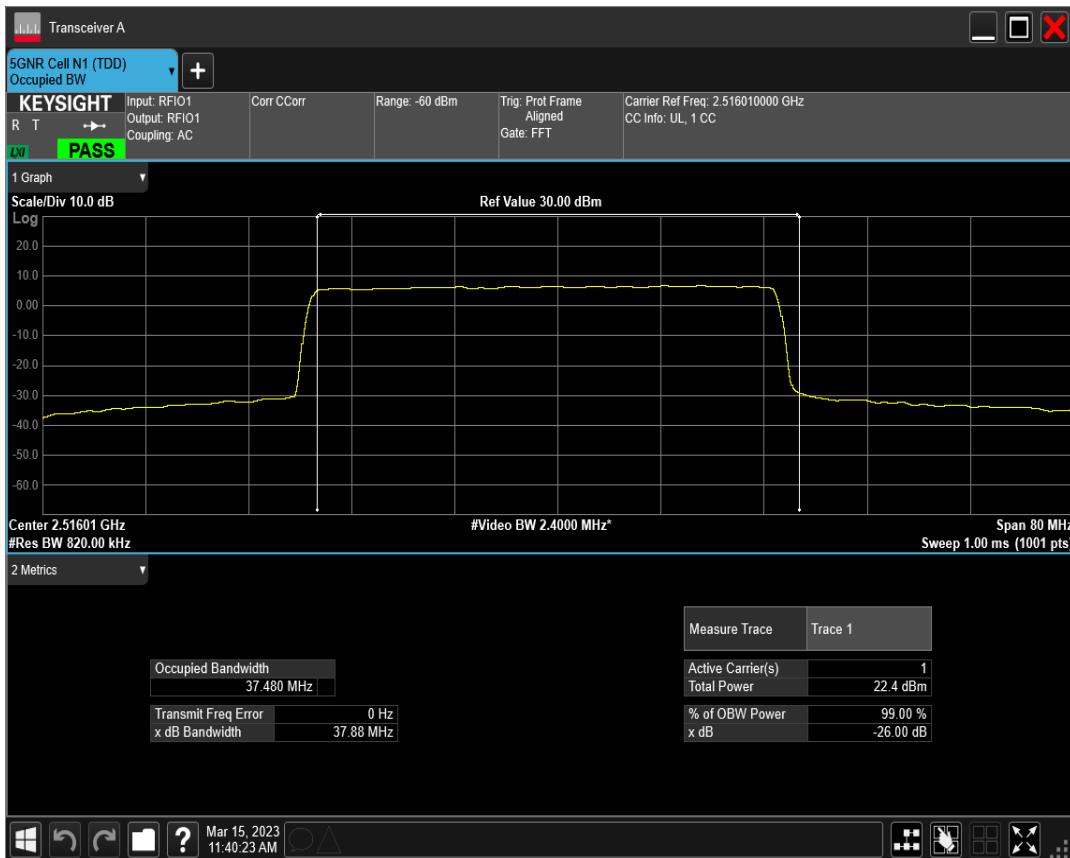 Transceiver A
5GNR Cell N1 (TDD)
Occupied BW
+
KEYSIGHT
R T
LXI
PASS
Input: RFIO1
Output: RFIO1
Coupling: AC
Corr CCorr
Range: -60 dBm
Trig: Prot Frame
Aligned
Gate: FFT
Carrier Ref Freq: 2.516010000 GHz
CC Info: UL, 1 CC
1 Graph
Scale/Div 10.0 dB
Ref Value 30.00 dBm
Log
20.0
10.0
0.00
-10.0
-20.0
-30.0
-40.0
-50.0
-60.0
Center 2.51601 GHz
#Video BW 2.4000 MHz*
Span 80 MHz
#Res BW 820.00 kHz
Sweep 1.00 ms (1001 pts)
2 Metrics
Measure Trace Trace 1
Occupied Bandwidth
37.480 MHz
Active Carrier(s) 1
Total Power 22.4 dBm
Transmit Freq Error 0 Hz
x dB Bandwidth 37.88 MHz
% of OBW Power 99.00 %
x dB -26.00 dB
?
Mar 15, 2023
11:40:23 AM